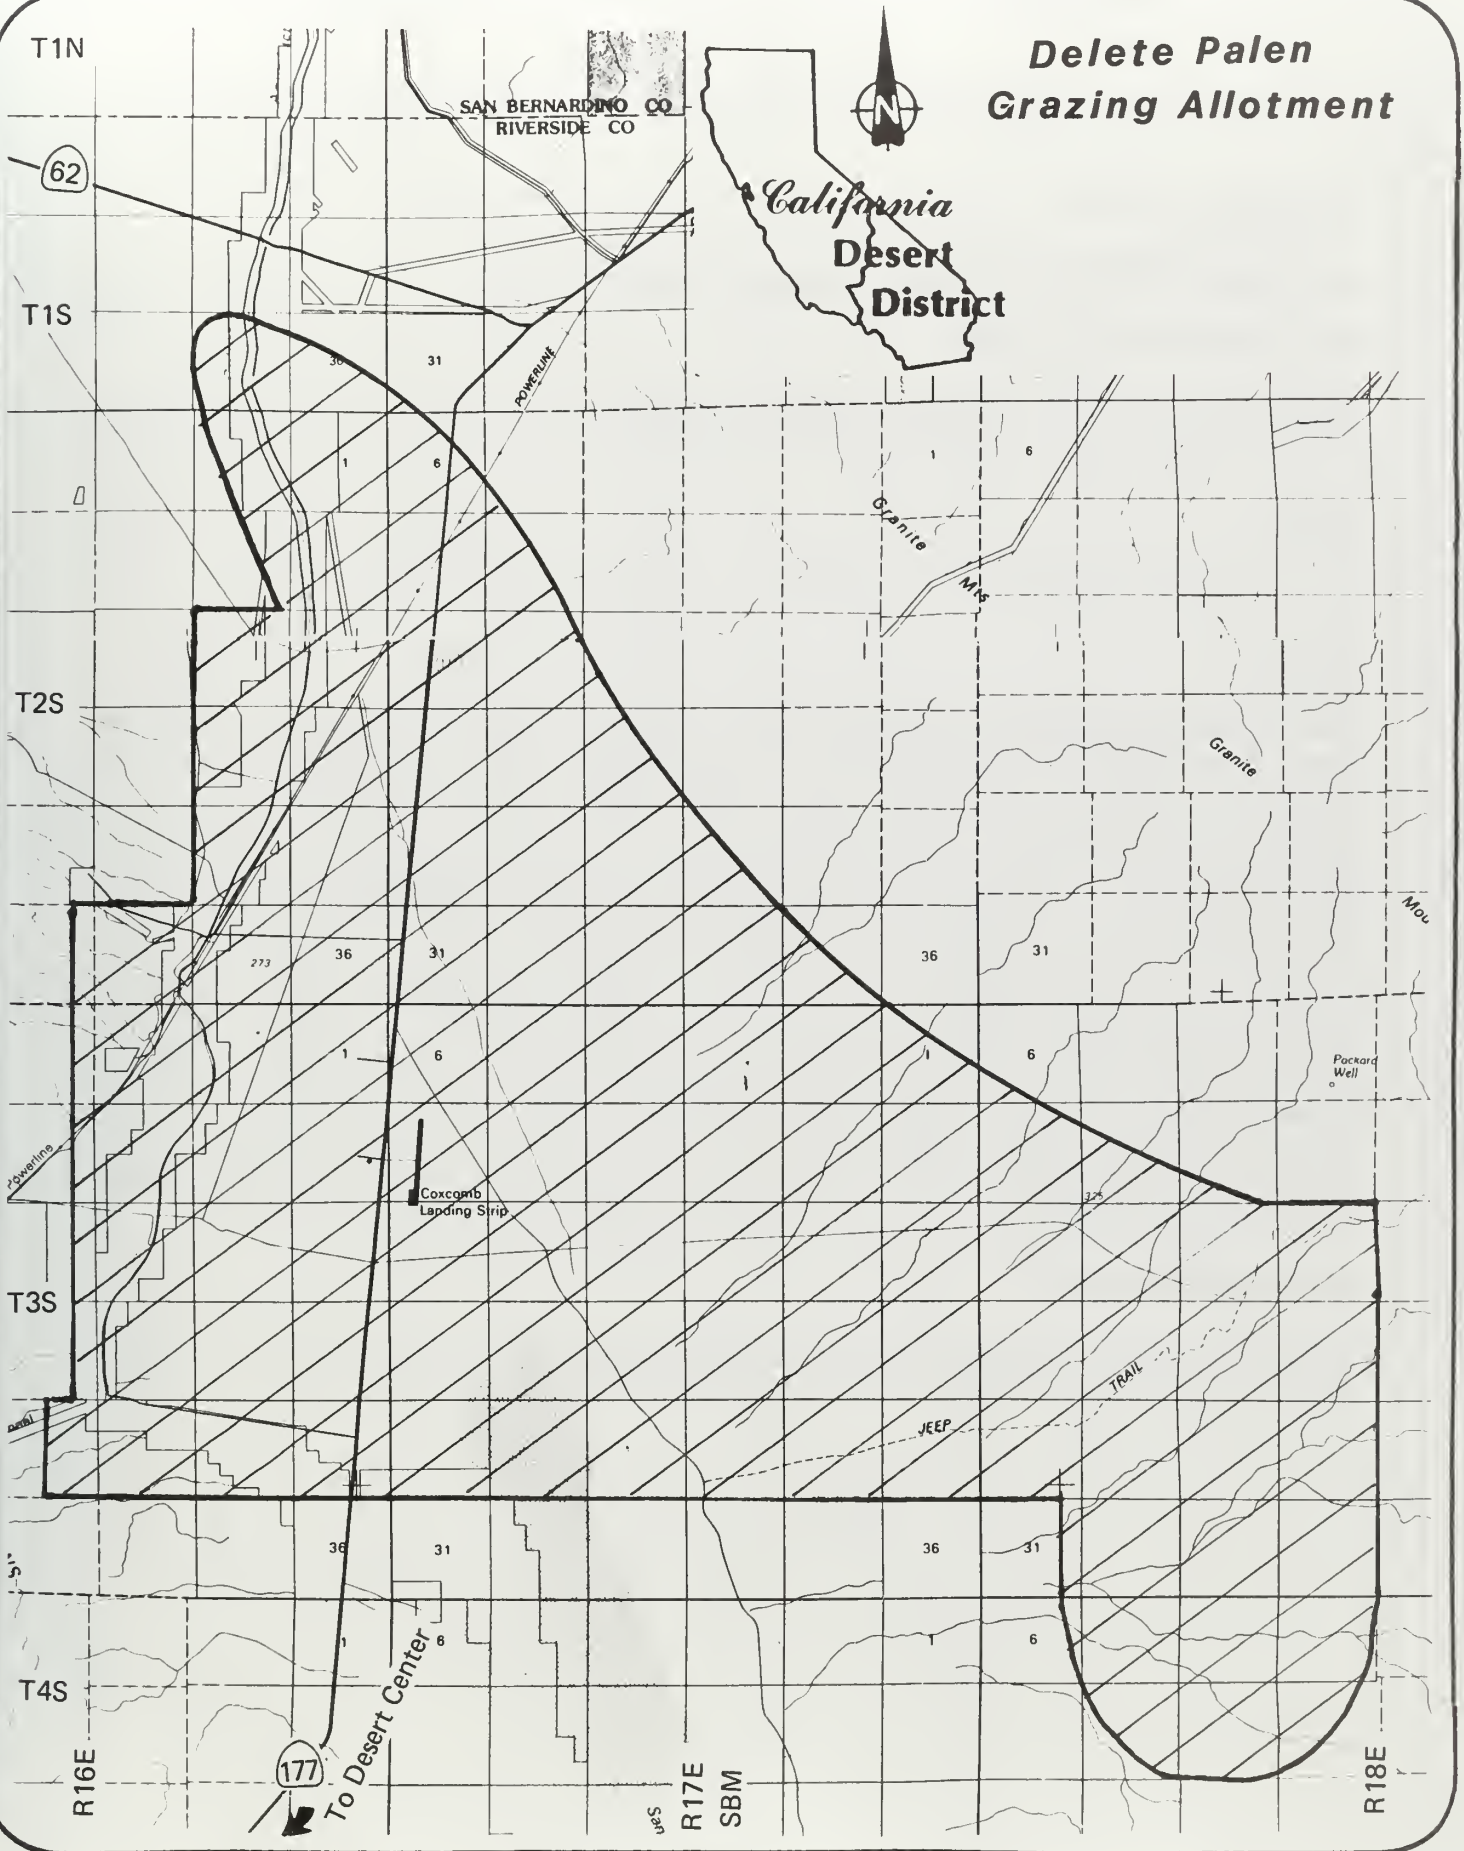 Delete Palen
Grazing Allotment
T1N
SAN BERNARDINO CO
RIVERSIDE CO
N
62
California
Desert
District
T1S
36
31
POWERLINE
1
6
1
6
Granite
Mts
T2S
Granite
36
31
273
36
31
Mou
1
6
1
6
Packard
Well
Powerline
Coxcomb
Landing Strip
325
T3S
JEEP
TRAIL
36
31
36
31
1
6
1
6
T4S
R16E
177
To Desert Center
R17E
SBM
R18E